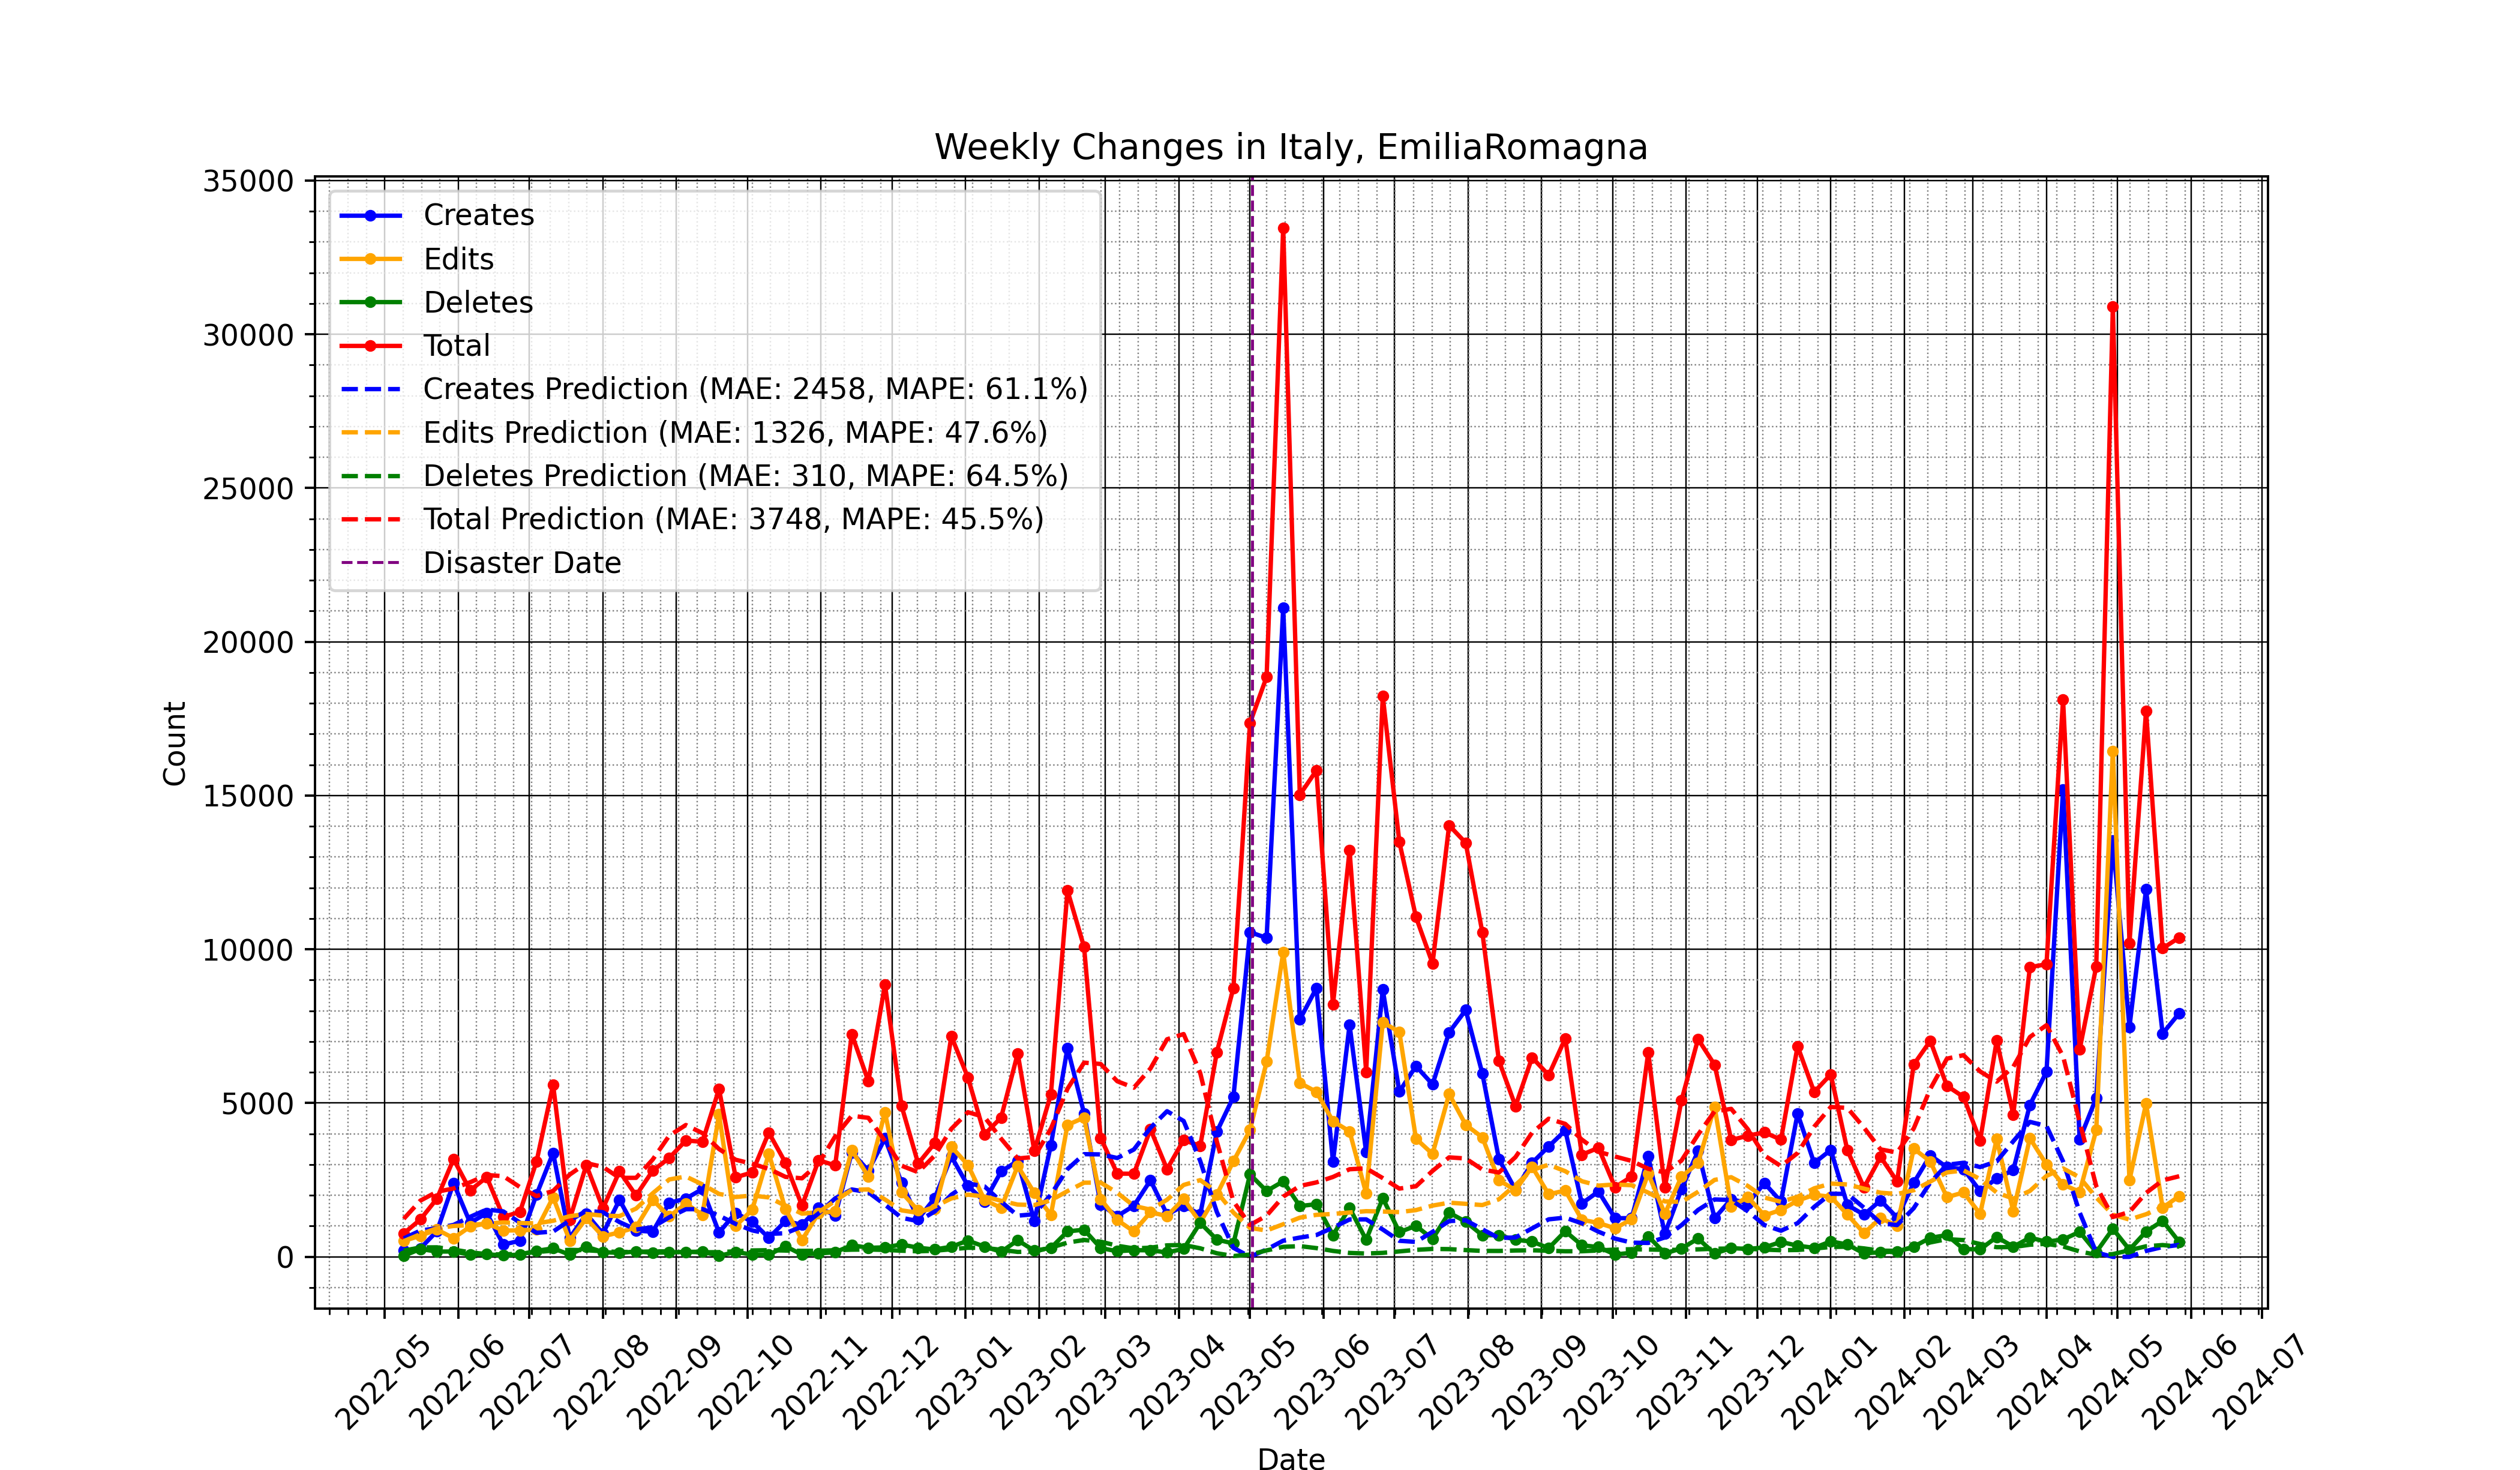 Weekly Changes in Italy, EmiliaRomagna
35000
30000
25000
20000
15000
10000
5000
0
Count
Creates
Edits
Deletes
Total
Creates Prediction (MAE: 2458, MAPE: 61.1%)
Edits Prediction (MAE: 1326, MAPE: 47.6%)
Deletes Prediction (MAE: 310, MAPE: 64.5%)
Total Prediction (MAE: 3748, MAPE: 45.5%)
Disaster Date
2022-05
2022-06
2022-07
2022-08
2022-09
2022-10
2022-11
2022-12
2023-01
2023-02
2023-03
2023-04
2023-05
2023-06
2023-07
2023-08
2023-09
2023-10
2023-11
2023-12
2024-01
2024-02
2024-03
2024-04
2024-05
2024-06
2024-07
Date